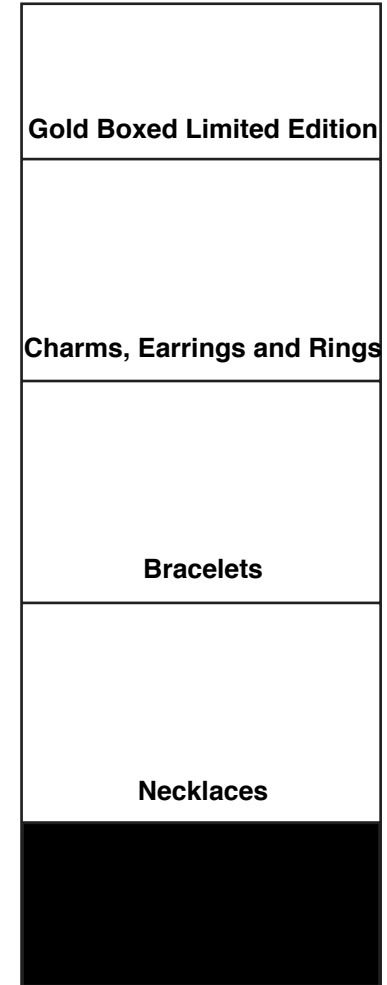 Gold Boxed Limited Edition
Charms, Earrings and Rings
Bracelets
Necklaces